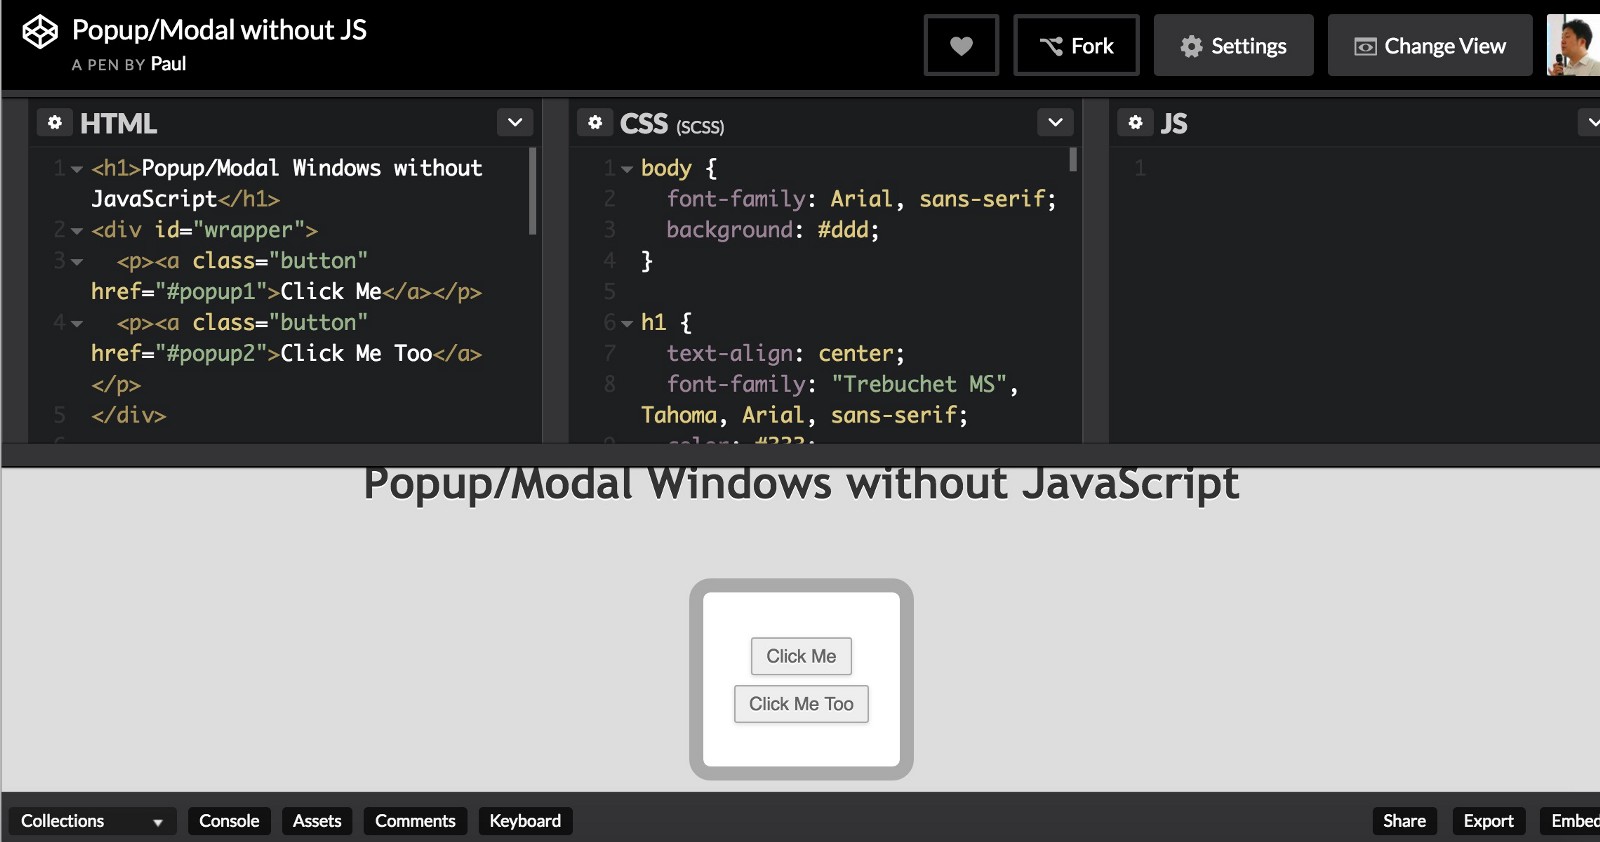 Popup/Modal without JS
A PEN BY Paul
Fork
Settings
Change View
HTML
1 <h1>Popup/Modal Windows without
JavaScript</h1>
2 <div id="wrapper">
3 <p><a class="button"
href="#popup1">Click Me</a></p>
4 <p><a class="button"
href="#popup2">Click Me Too</a>
</p>
5 </div>
CSS (SCSS)
1 body {
2 font-family: Arial, sans-serif;
3 background: #ddd;
4 }
5
6 h1 {
7 text-align: center;
8 font-family: "Trebuchet MS",
Tahoma, Arial, sans-serif;
9 color: #333;
JS
1
Popup/Modal Windows without JavaScript
Click Me
Click Me Too
Collections
Console
Assets
Comments
Keyboard
Share
Export
Embed